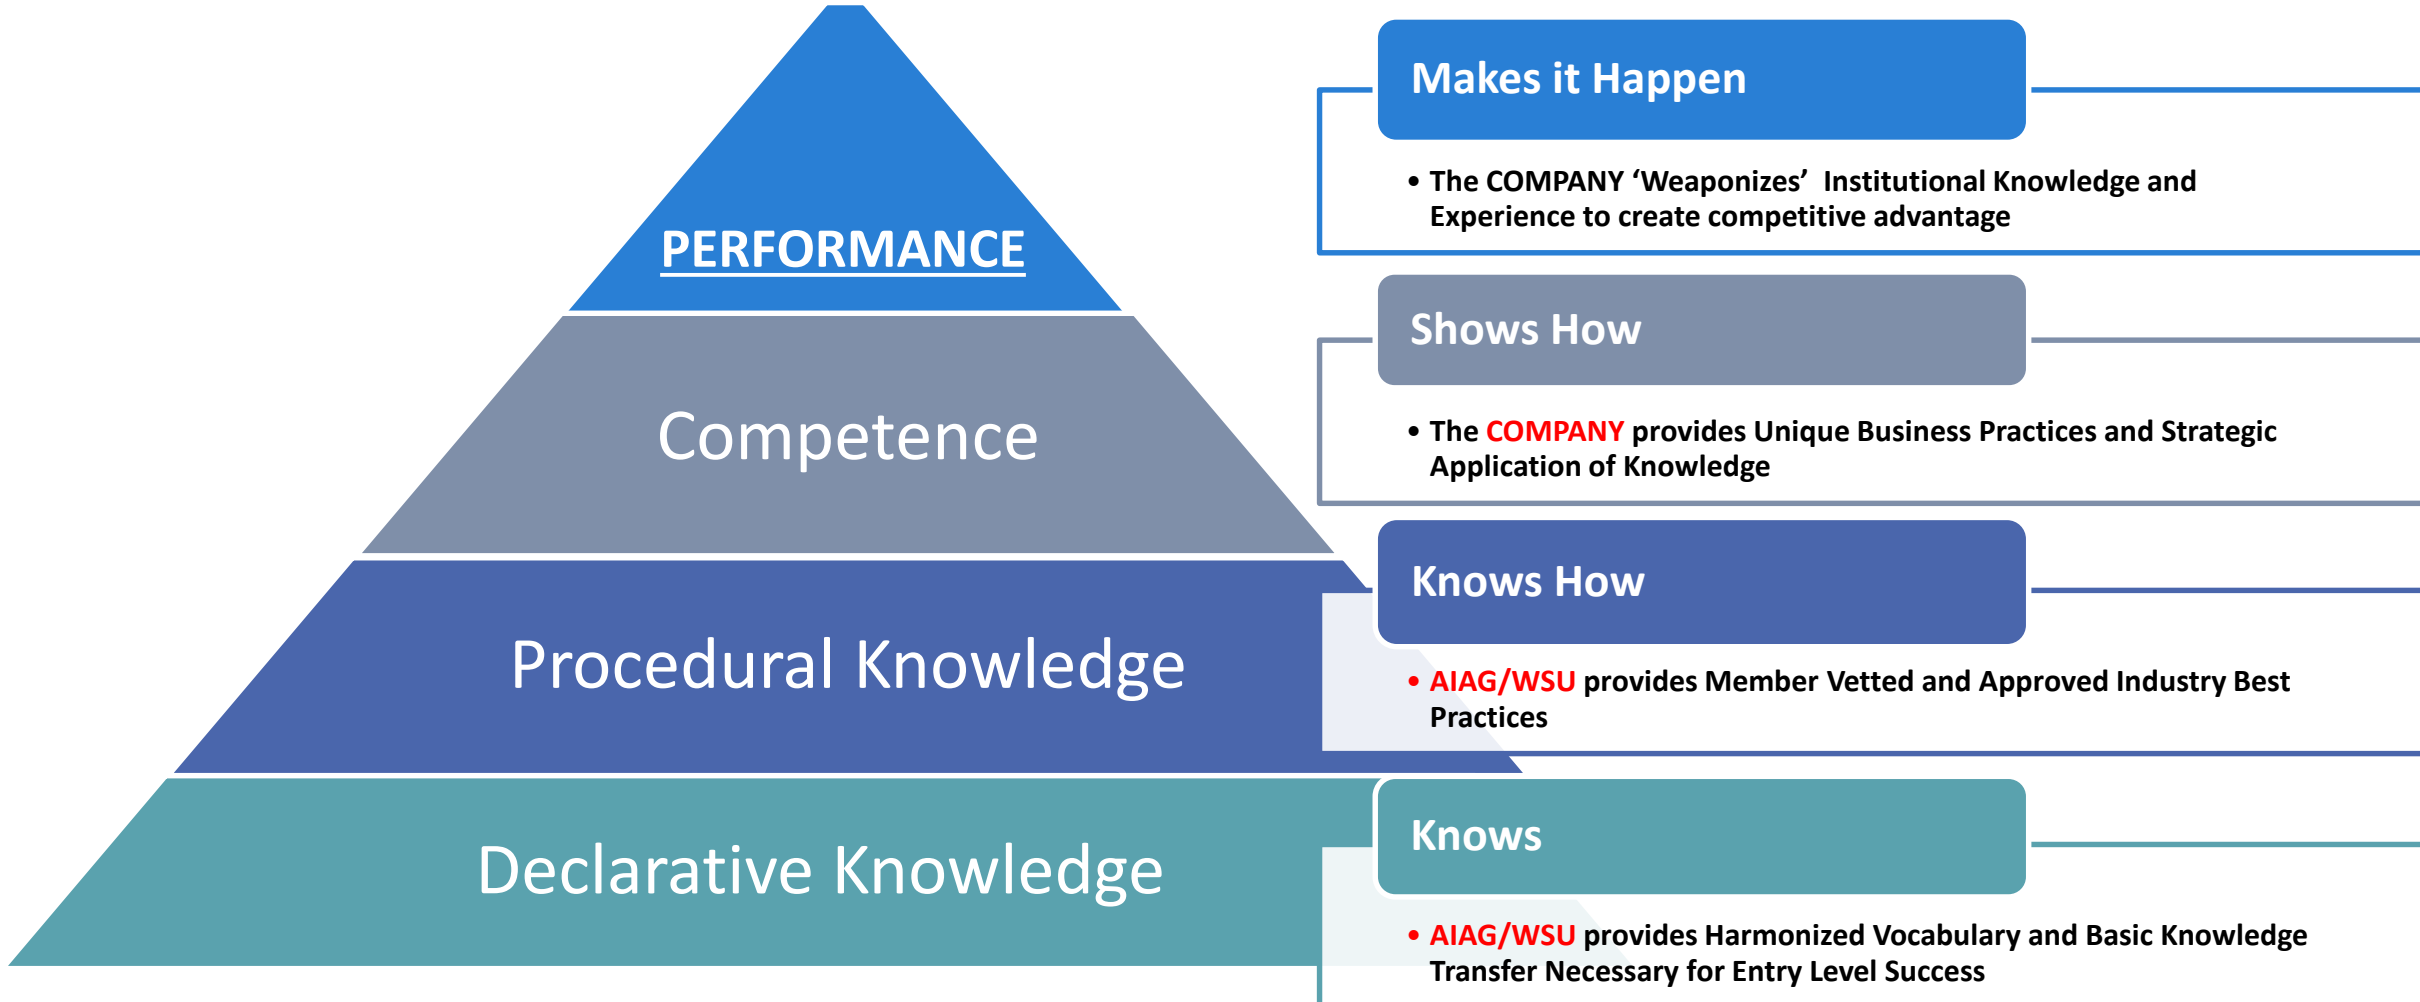 PERFORMANCE
Competence
Procedural Knowledge
Declarative Knowledge
Makes it Happen
• The COMPANY ‘Weaponizes’  Institutional Knowledge and
Experience to create competitive advantage
Shows How
• The COMPANY provides Unique Business Practices and Strategic
Application of Knowledge
Knows How
• AIAG/WSU provides Member Vetted and Approved Industry Best
Practices
Knows
• AIAG/WSU provides Harmonized Vocabulary and Basic Knowledge
Transfer Necessary for Entry Level Success